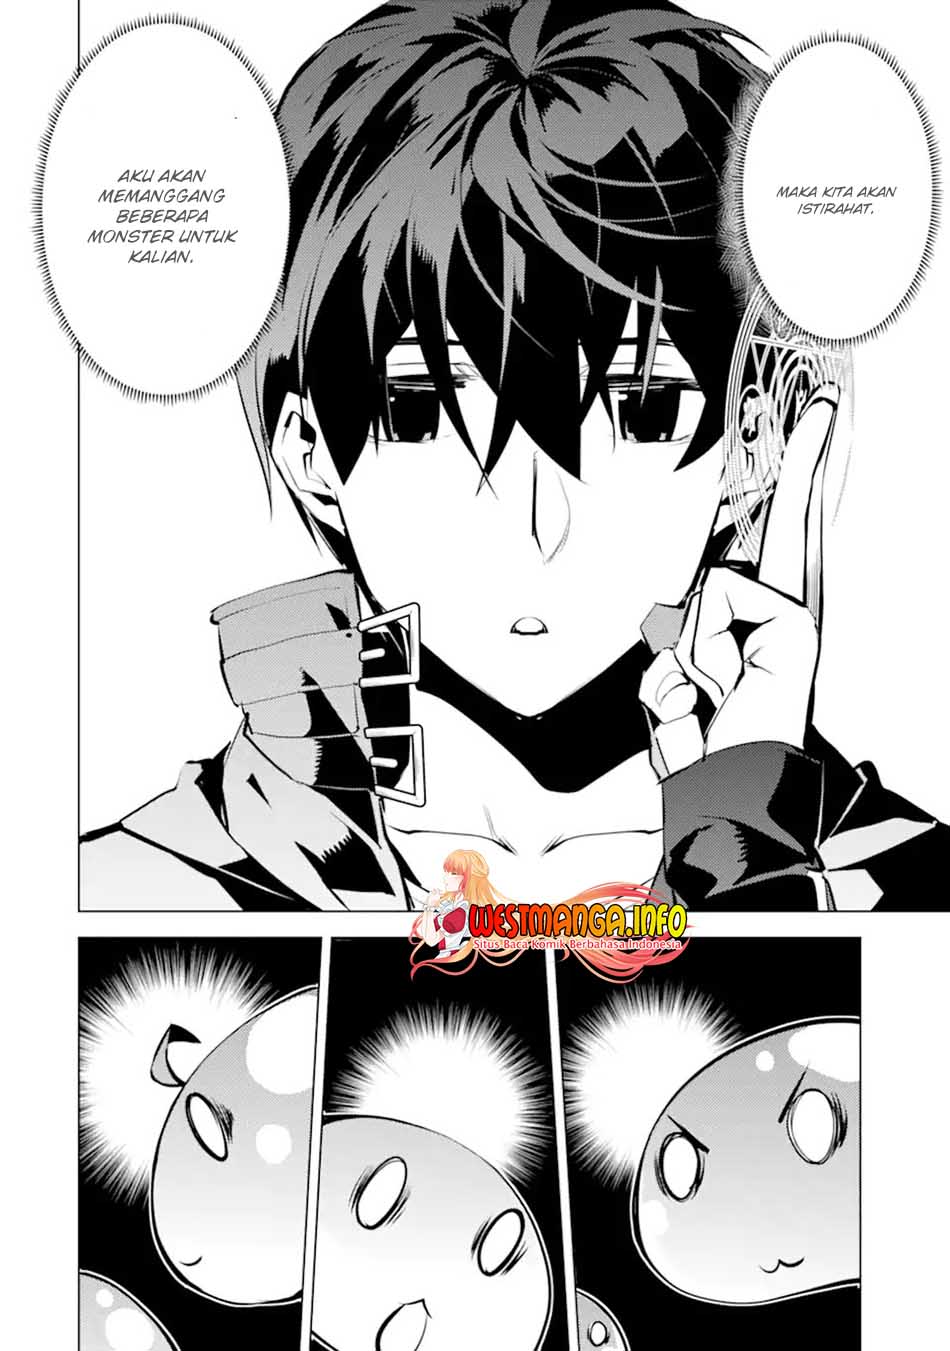 MAKA KITA AKAN
ISTIRAHAT.
AKU AKAN
MEMANGGANG
BEBERAPA
MONSTER UNTUK
KALIAN.
WESTMANGA.INFO
Situs Baca Komik Berbahasa Indonesia